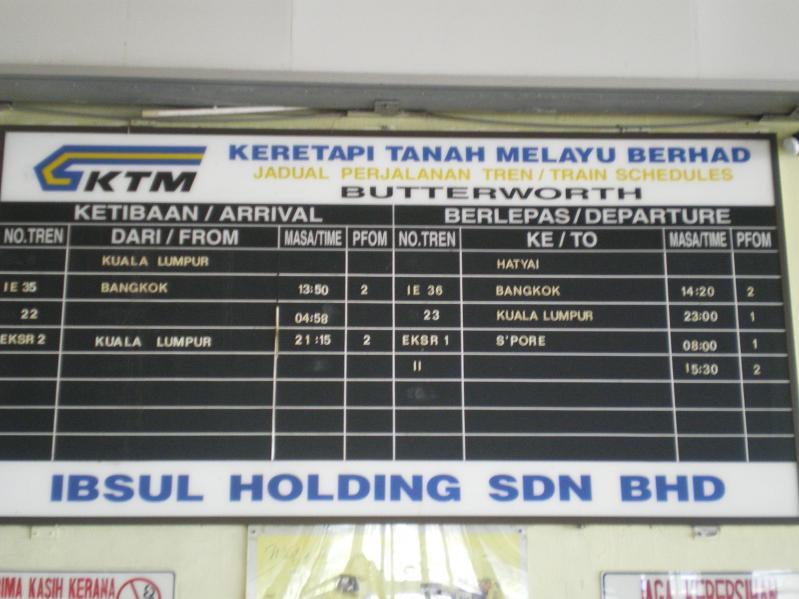 KTM
KERETAPI TANAH MELAYU BERHAD
JADUAL PERJALANAN TREN / TRAIN SCHEDULES
BUTTERWORTH
KETIBAAN / ARRIVAL BERLEPAS / DEPARTURE
NO.TREN DARI / FROM MASA/TIME PFOM NO.TREN KE / TO MASA/TIME PFOM
KUALA LUMPUR HATYAI
IE 35 BANGKOK 13:50 2 IE 36 BANGKOK 14:20 2
22 04:58 23 KUALA LUMPUR 23:00 1
EKSR 2 KUALA LUMPUR 21:15 2 EKSR 1 S'PORE 08:00 1
11 15:30 2
IBSUL HOLDING SDN BHD
KASIH KERANA